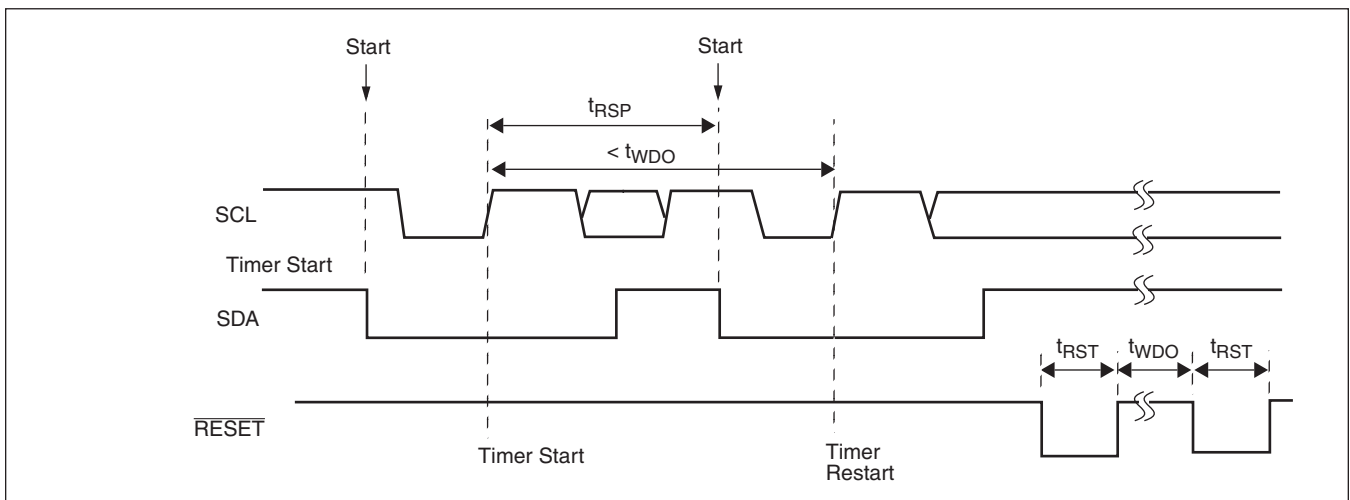 Start
Start
tRSP
< tWDO
SCL
Timer Start
SDA
tRST
tWDO
tRST
RESET
Timer Start
Timer
Restart